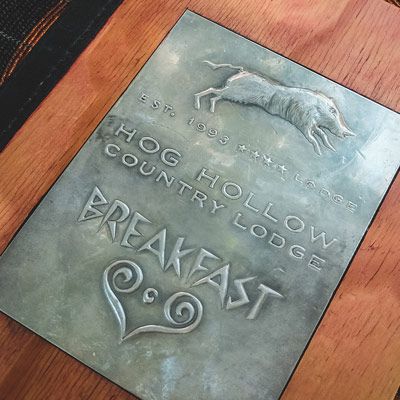 EST. 1993 ★★★★ LODGE
HOG HOLLOW
COUNTRY LODGE
BREAKFAST